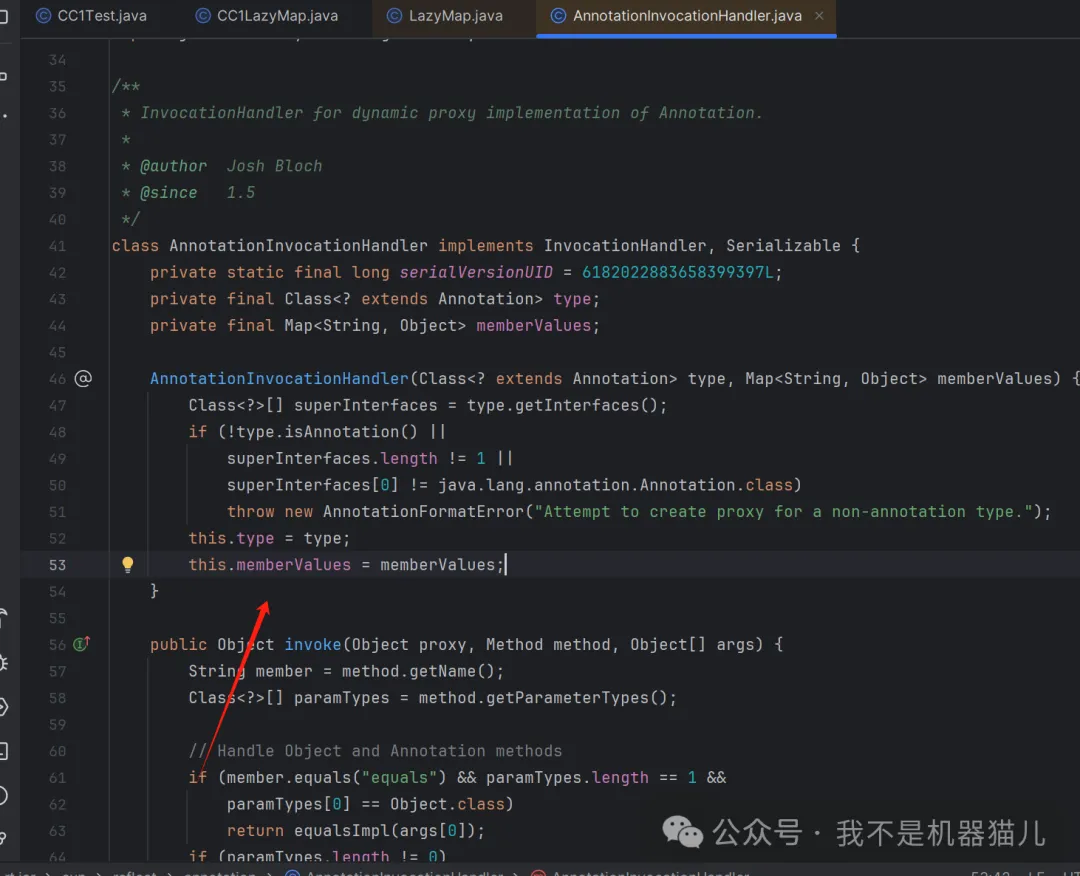 CC1Test.java CC1LazyMap.java LazyMap.java AnnotationInvocationHandler.java ×
34
35 /**
36 * InvocationHandler for dynamic proxy implementation of Annotation.
37 *
38 * @author Josh Bloch
39 * @since 1.5
40 */
41 class AnnotationInvocationHandler implements InvocationHandler, Serializable {
42 private static final long serialVersionUID = 6182022883658399397L;
43 private final Class<? extends Annotation> type;
44 private final Map<String, Object> memberValues;
45
46 @ AnnotationInvocationHandler(Class<? extends Annotation> type, Map<String, Object> memberValues) {
47 Class<?>[] superInterfaces = type.getInterfaces();
48 if (!type.isAnnotation() ||
49 superInterfaces.length != 1 ||
50 superInterfaces[0] != java.lang.annotation.Annotation.class)
51 throw new AnnotationFormatError("Attempt to create proxy for a non-annotation type.");
52 this.type = type;
53 this.memberValues = memberValues;
54 }
55
56 public Object invoke(Object proxy, Method method, Object[] args) {
57 String member = method.getName();
58 Class<?>[] paramTypes = method.getParameterTypes();
59
60 // Handle Object and Annotation methods
61 if (member.equals("equals") && paramTypes.length == 1 &&
62 paramTypes[0] == Object.class)
63 return equalsImpl(args[0]);
64 if (paramTypes.length != 0)
公众号 · 我不是机器猫儿